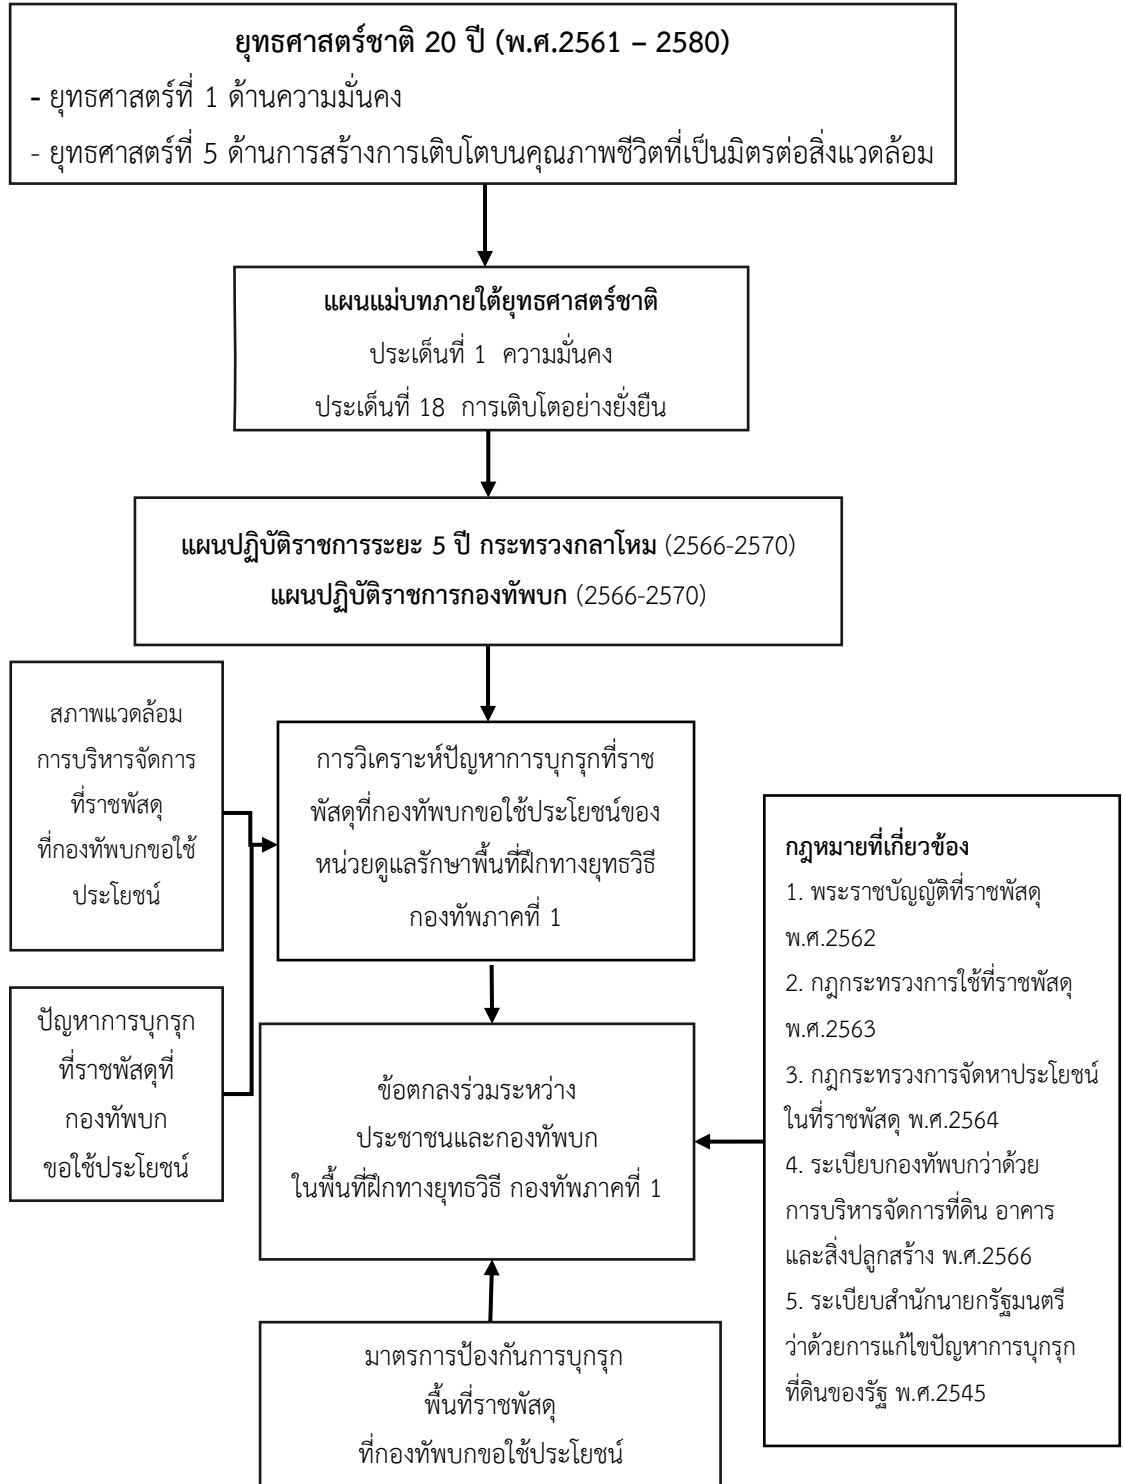 ยุทธศาสตร์ชาติ 20 ปี (พ.ศ.2561 – 2580)
- ยุทธศาสตร์ที่ 1 ด้านความมั่นคง
- ยุทธศาสตร์ที่ 5 ด้านการสร้างการเติบโตบนคุณภาพชีวิตที่เป็นมิตรต่อสิ่งแวดล้อม
แผนแม่บทภายใต้ยุทธศาสตร์ชาติ
ประเด็นที่ 1 ความมั่นคง
ประเด็นที่ 18 การเติบโตอย่างยั่งยืน
แผนปฏิบัติราชการระยะ 5 ปี กระทรวงกลาโหม (2566-2570)
แผนปฏิบัติราชการกองทัพบก (2566-2570)
สภาพแวดล้อม
การบริหารจัดการ
ที่ราชพัสดุ
ที่กองทัพบกขอใช้
ประโยชน์
การวิเคราะห์ปัญหาการบุกรุกที่ราช
พัสดุที่กองทัพบกขอใช้ประโยชน์ของ
หน่วยดูแลรักษาพื้นที่ฝึกทางยุทธวิธี
กองทัพภาคที่ 1
ปัญหาการบุกรุก
ที่ราชพัสดุที่
กองทัพบก
ขอใช้ประโยชน์
ข้อตกลงร่วมระหว่าง
ประชาชนและกองทัพบก
ในพื้นที่ฝึกทางยุทธวิธี กองทัพภาคที่ 1
กฎหมายที่เกี่ยวข้อง
1. พระราชบัญญัติที่ราชพัสดุ
พ.ศ.2562
2. กฎกระทรวงการใช้ที่ราชพัสดุ
พ.ศ.2563
3. กฎกระทรวงการจัดหาประโยชน์
ในที่ราชพัสดุ พ.ศ.2564
4. ระเบียบกองทัพบกว่าด้วย
การบริหารจัดการที่ดิน อาคาร
และสิ่งปลูกสร้าง พ.ศ.2566
5. ระเบียบสำนักนายกรัฐมนตรี
ว่าด้วยการแก้ไขปัญหาการบุกรุก
ที่ดินของรัฐ พ.ศ.2545
มาตรการป้องกันการบุกรุก
พื้นที่ราชพัสดุ
ที่กองทัพบกขอใช้ประโยชน์